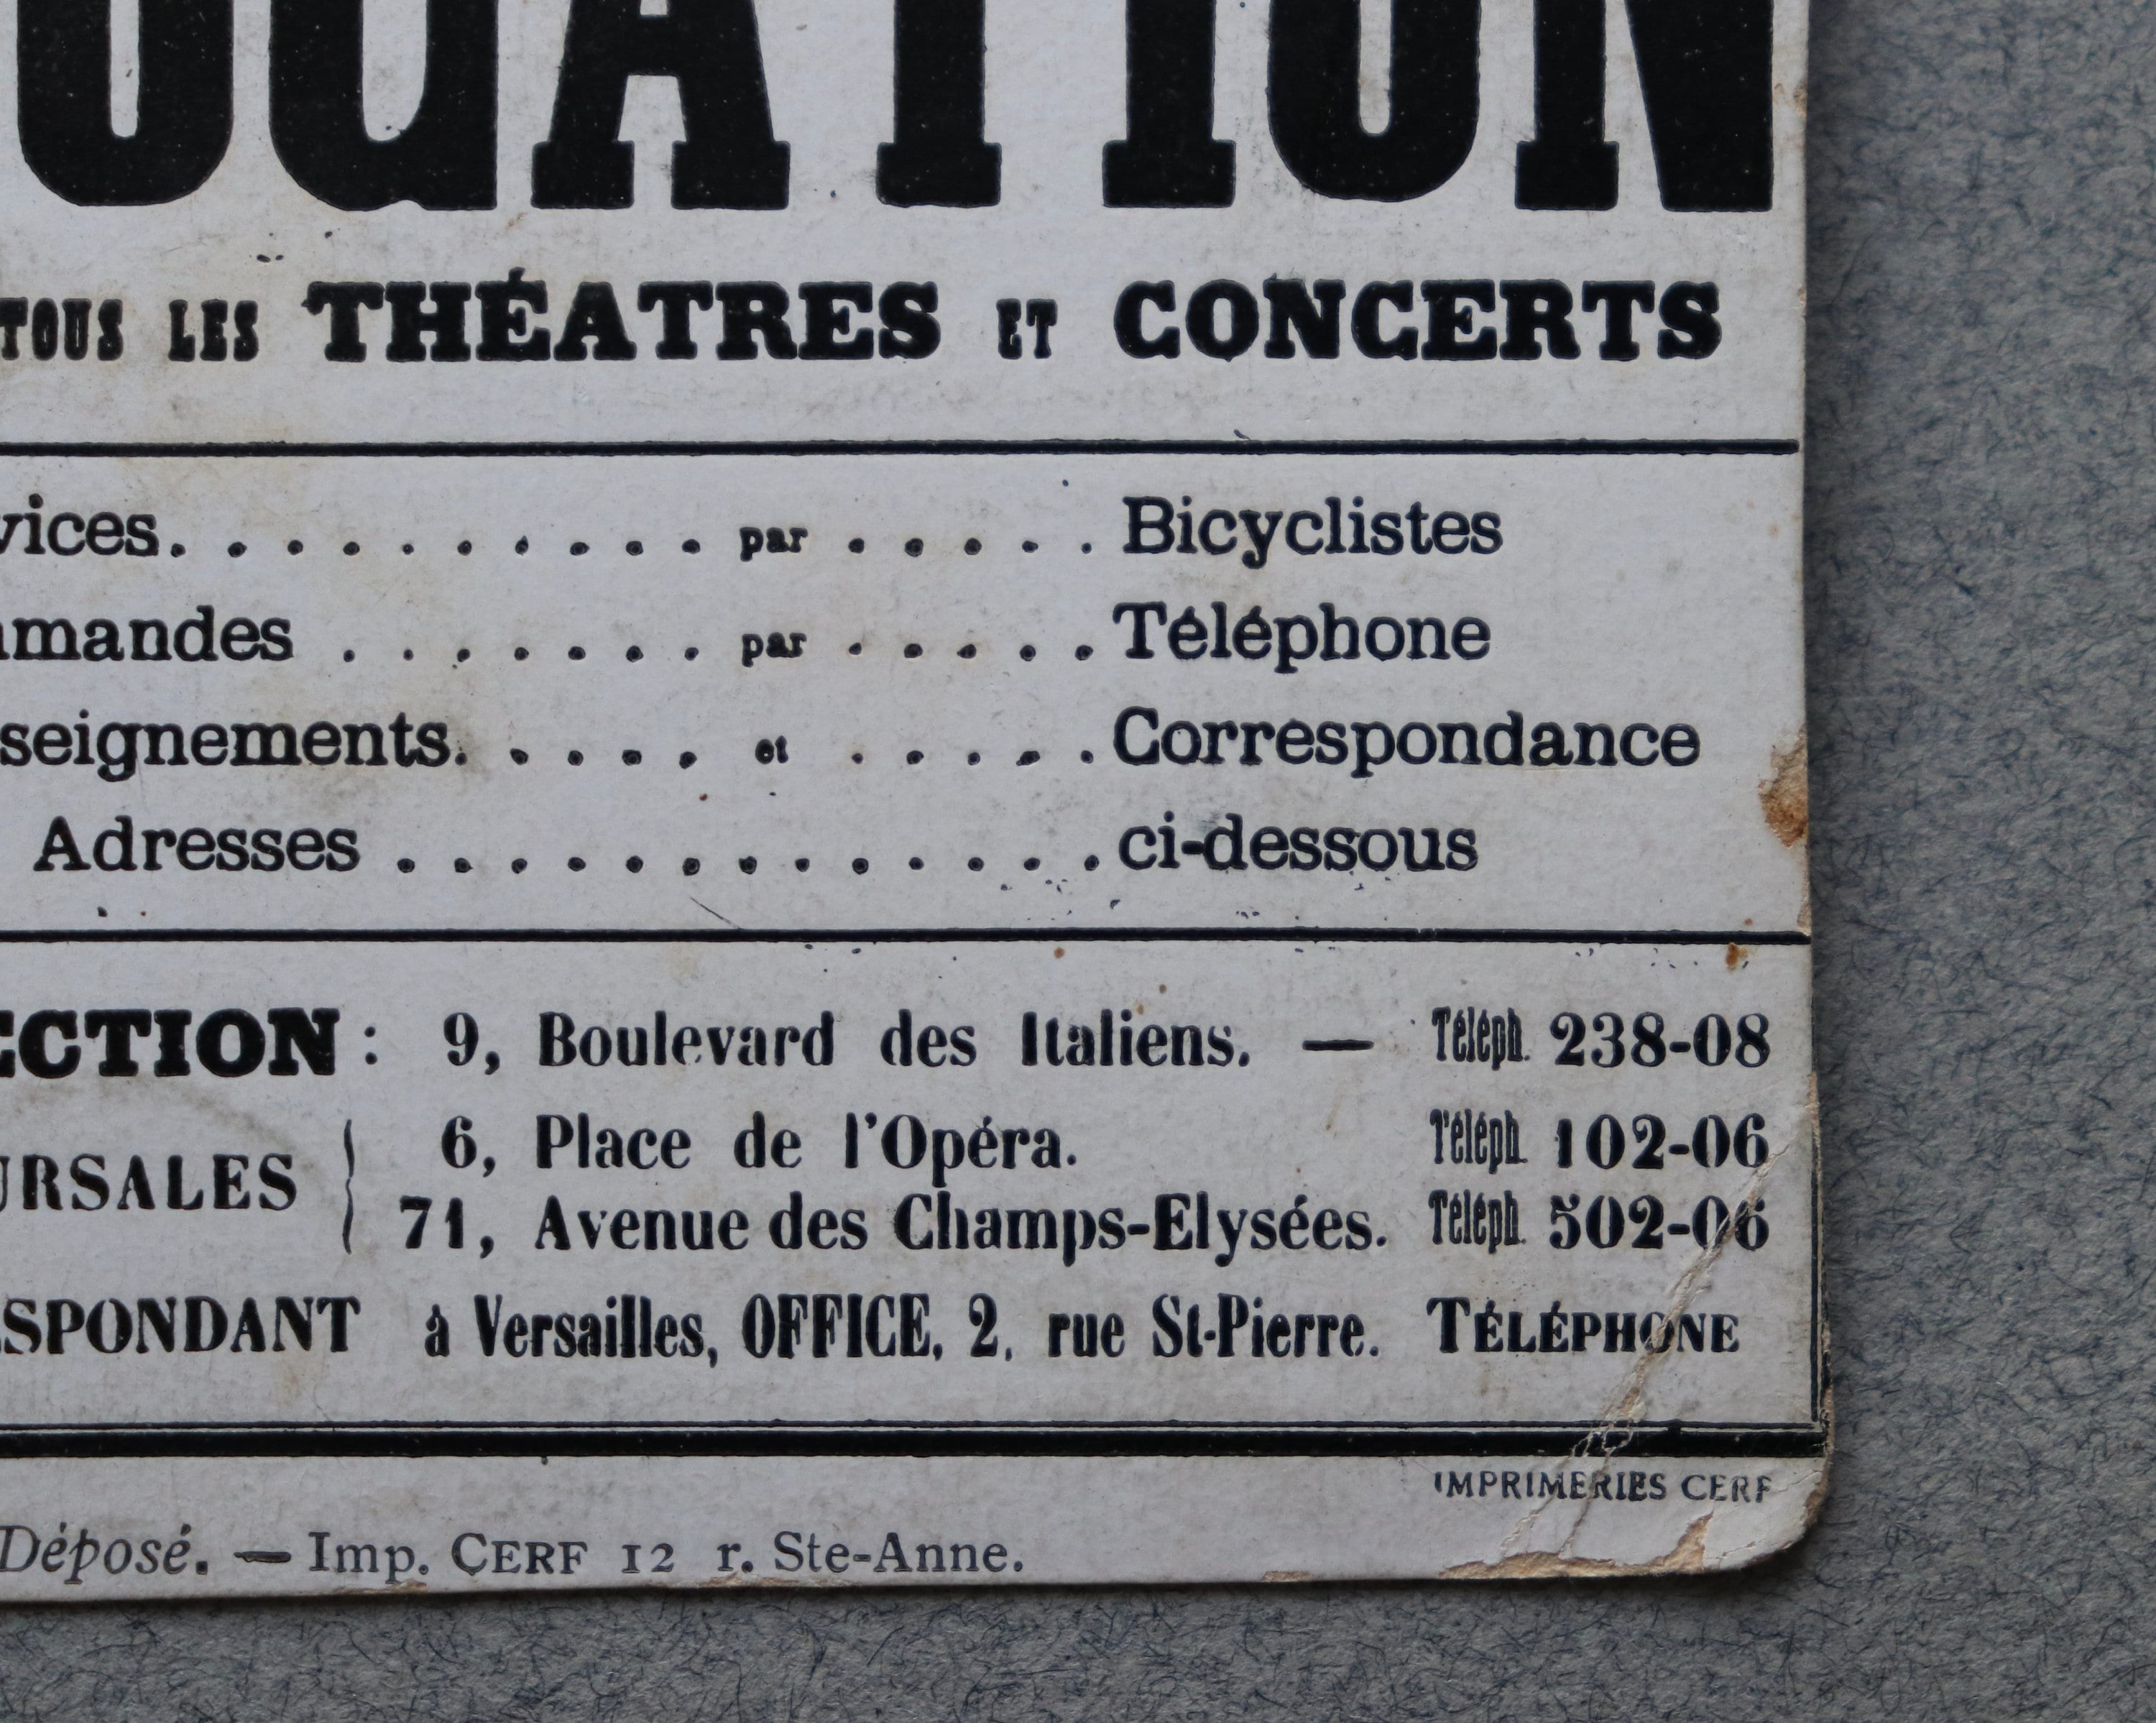 OGATION
TOUS LES THÉATRES ET CONCERTS
vices. . . . . . . . . . . par . . . . . Bicyclistes
mandes . . . . . . . par . . . . . Téléphone
seignements. . . . . et . . . . . Correspondance
Adresses . . . . . . . . . . . . . ci-dessous
ECTION : 9, Boulevard des Italiens. — Téléph. 238-08
URSALES { 6, Place de l'Opéra. Téléph. 102-06
71, Avenue des Champs-Elysées. Téléph. 502-06
SPONDANT à Versailles, OFFICE, 2, rue St-Pierre. TÉLÉPHONE
IMPRIMERIES CERF
Déposé. — Imp. CERF 12 r. Ste-Anne.